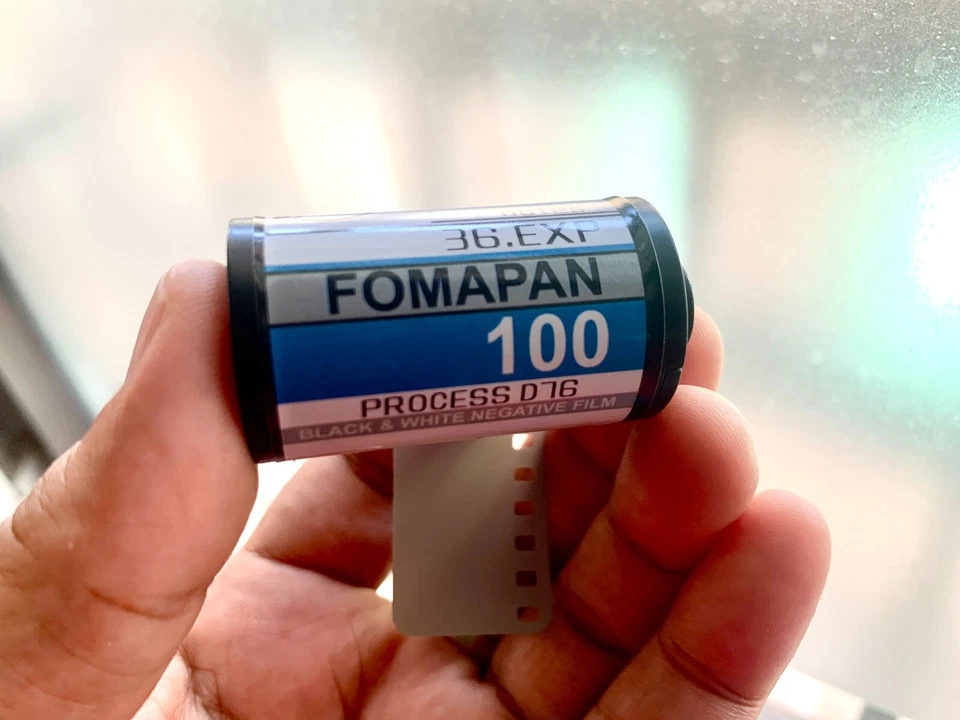 36.EXP
FOMAPAN
100
PROCESS D76
BLACK & WHITE NEGATIVE FILM